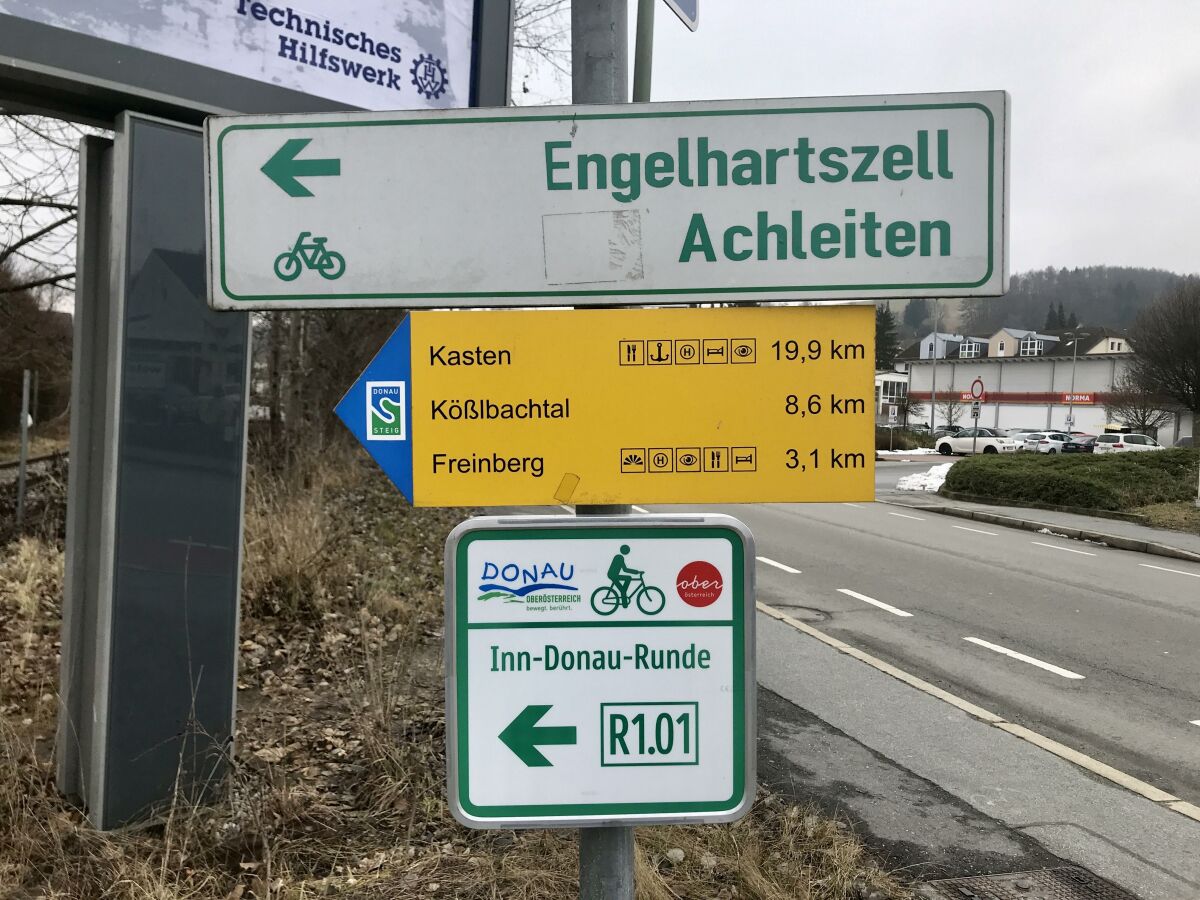 Technisches
Hilfswerk
Engelhartszell
Achleiten
Kasten H 19,9 km
Kößlbachtal 8,6 km
Freinberg H 3,1 km
DONAU
STEIG
DONAU
OBERÖSTERREICH
bewegt. berührt.
ober
österreich
Inn-Donau-Runde
R1.01
NORMA
NORMA